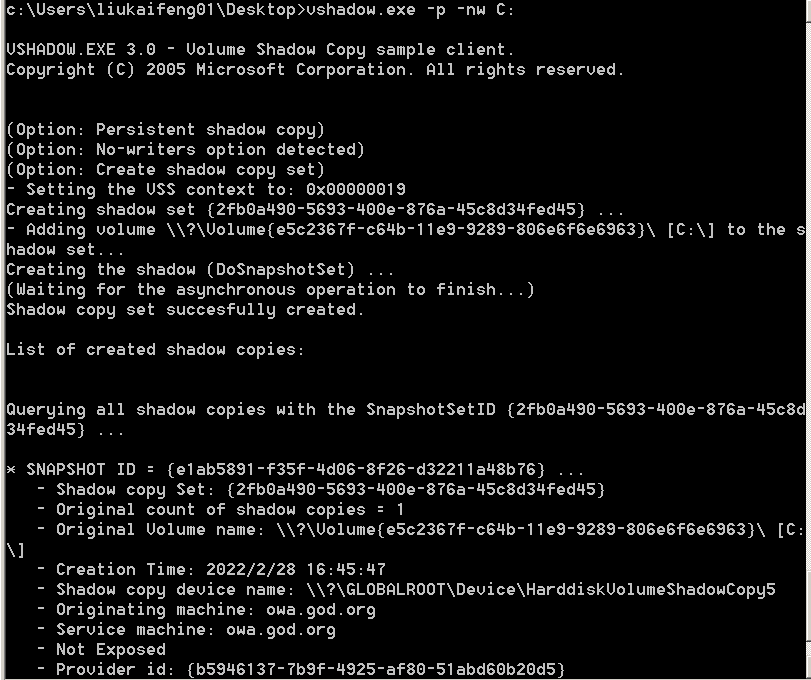 c:\Users\liukaifeng01\Desktop>vshadow.exe -p -nw C:
VSHADOW.EXE 3.0 - Volume Shadow Copy sample client.
Copyright (C) 2005 Microsoft Corporation. All rights reserved.
(Option: Persistent shadow copy)
(Option: No-writers option detected)
(Option: Create shadow copy set)
- Setting the VSS context to: 0x00000019
Creating shadow set {2fb0a490-5693-400e-876a-45c8d34fed45} ...
- Adding volume \\?\Volume{e5c2367f-c64b-11e9-9289-806e6f6e6963}\ [C:\] to the s
hadow set...
Creating the shadow (DoSnapshotSet) ...
(Waiting for the asynchronous operation to finish...)
Shadow copy set succesfully created.
List of created shadow copies:
Querying all shadow copies with the SnapshotSetID {2fb0a490-5693-400e-876a-45c8d
34fed45} ...
* SNAPSHOT ID = {e1ab5891-f35f-4d06-8f26-d32211a48b76} ...
- Shadow copy Set: {2fb0a490-5693-400e-876a-45c8d34fed45}
- Original count of shadow copies = 1
- Original Volume name: \\?\Volume{e5c2367f-c64b-11e9-9289-806e6f6e6963}\ [C:
\]
- Creation Time: 2022/2/28 16:45:47
- Shadow copy device name: \\?\GLOBALROOT\Device\HarddiskVolumeShadowCopy5
- Originating machine: owa.god.org
- Service machine: owa.god.org
- Not Exposed
- Provider id: {b5946137-7b9f-4925-af80-51abd60b20d5}